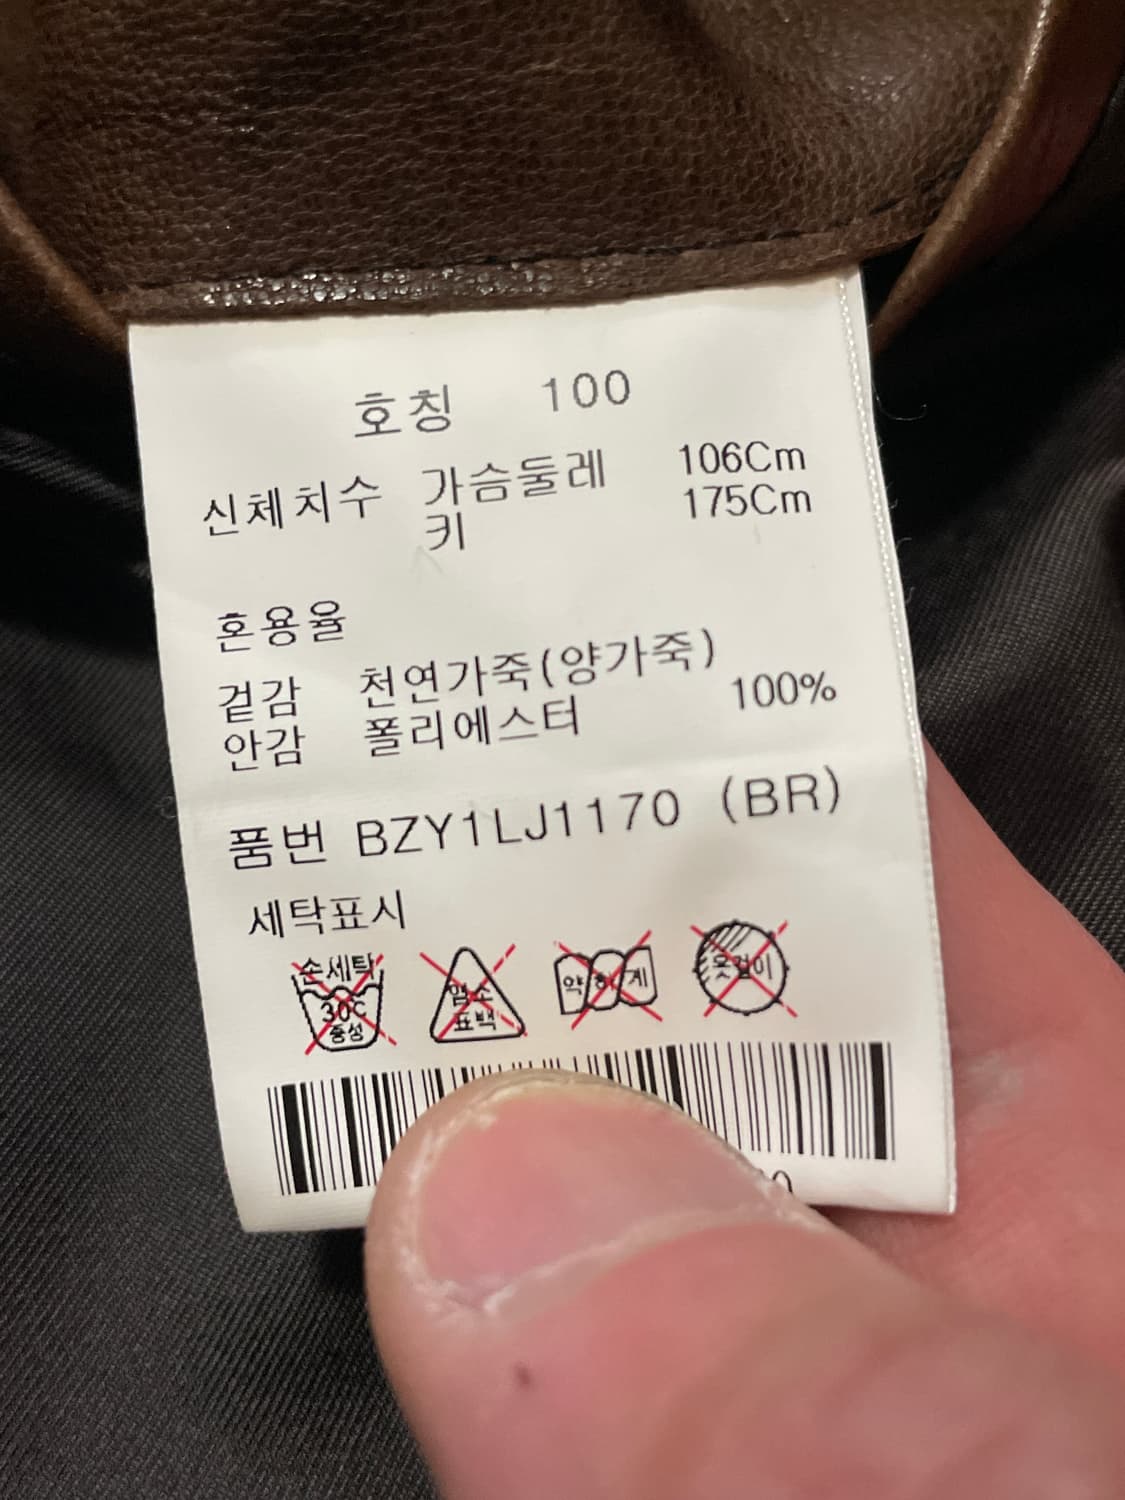 호칭 100
신체치수 가슴둘레 106Cm
키 175Cm
혼용율
겉감 천연가죽(양가죽)
안감 폴리에스터 100%
품번 BZY1LJ1170 (BR)
세탁표시
손세탁 30℃ 중성
염소 표백
약하게
옷걸이
0